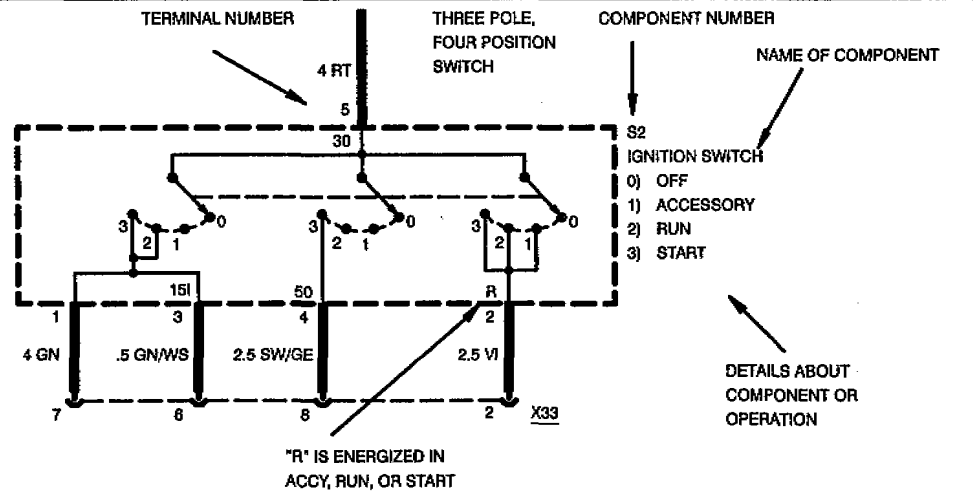 TERMINAL NUMBER
THREE POLE,
FOUR POSITION
SWITCH
COMPONENT NUMBER
NAME OF COMPONENT
4 RT
5
30
S2
IGNITION SWITCH
0) OFF
1) ACCESSORY
2) RUN
3) START
3 2 1 0
3 2 1 0
3 2 1 0
15I 50 R
1 3 4 2
4 GN .5 GN/WS 2.5 SW/GE 2.5 VI
7 6 8 2 X33
DETAILS ABOUT
COMPONENT OR
OPERATION
"R" IS ENERGIZED IN
ACCY, RUN, OR START